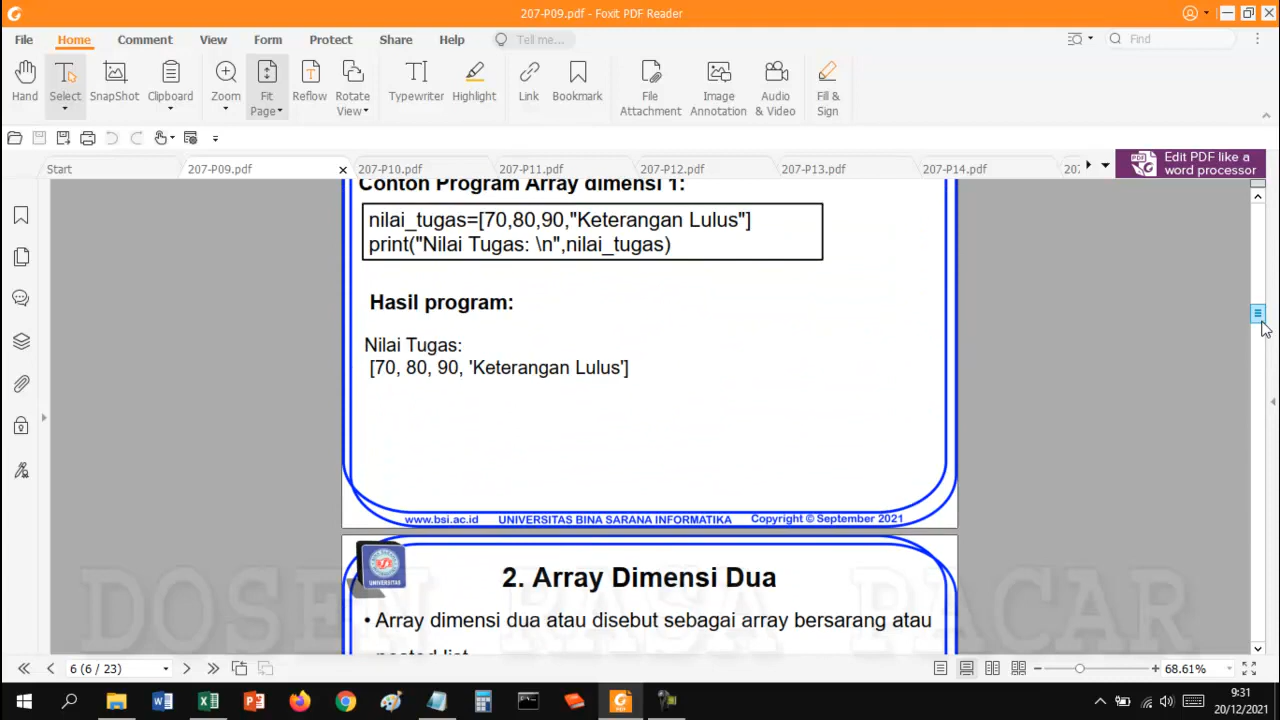 207-P09.pdf - Foxit PDF Reader
File Home Comment View Form Protect Share Help Tell me... Find
Hand Select SnapShot Clipboard Zoom Fit Page Reflow Rotate View Typewriter Highlight Link Bookmark File Attachment Image Annotation Audio & Video Fill & Sign
Start 207-P09.pdf 207-P10.pdf 207-P11.pdf 207-P12.pdf 207-P13.pdf 207-P14.pdf 207
Edit PDF like a
word processor
Conton Program Array dimensi 1:
nilai_tugas=[70,80,90,"Keterangan Lulus"]
print("Nilai Tugas: \n",nilai_tugas)
Hasil program:
Nilai Tugas:
[70, 80, 90, 'Keterangan Lulus']
www.bsi.ac.id UNIVERSITAS BINA SARANA INFORMATIKA Copyright © September 2021
UNIVERSITAS
2. Array Dimensi Dua
• Array dimensi dua atau disebut sebagai array bersarang atau
nested list
DOSEN RASA PACAR
6 (6 / 23) 68.61%
9:31
20/12/2021